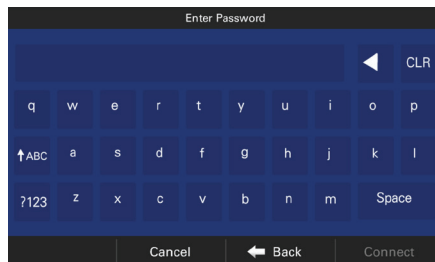 Enter Password
CLR
q w e r t y u i o p
ABC a s d f g h j k l
?123 z x c v b n m Space
Cancel Back Connect